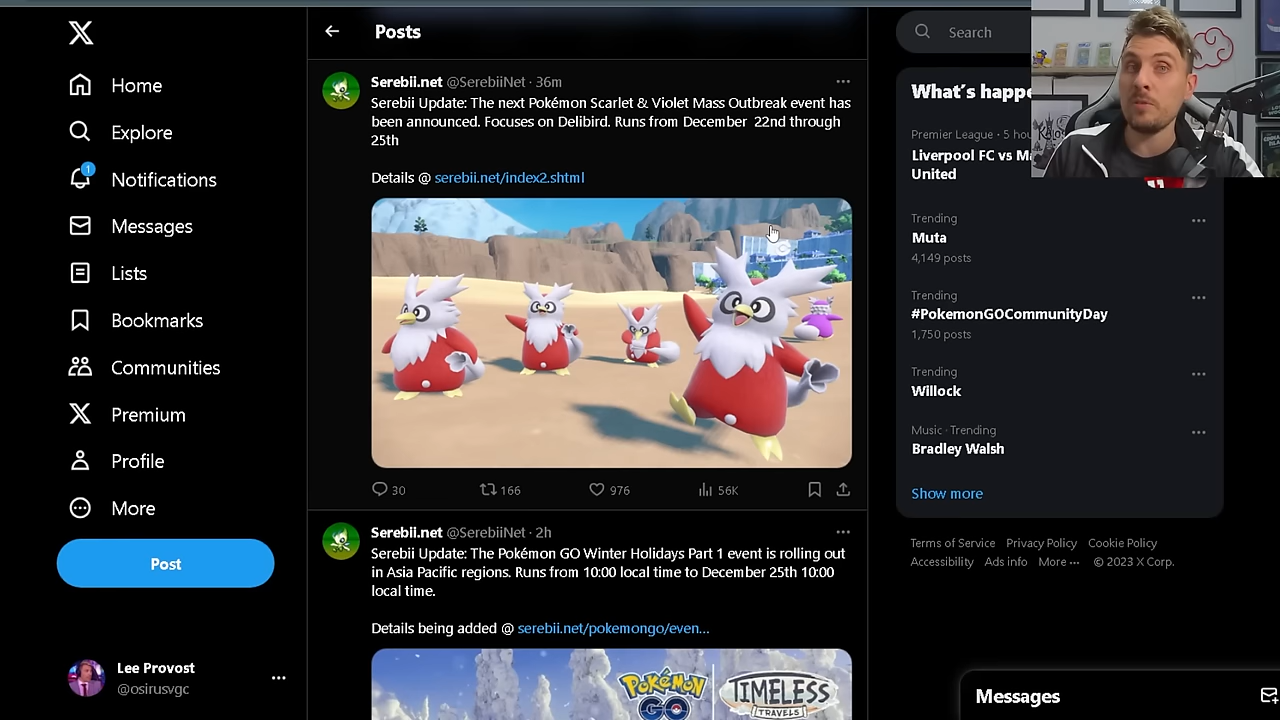 Home
Explore
1
Notifications
Messages
Lists
Bookmarks
Communities
Premium
Profile
More
Post
Lee Provost
@osirusvgc
Posts
Serebii.net @SerebiiNet · 36m
Serebii Update: The next Pokémon Scarlet & Violet Mass Outbreak event has
been announced. Focuses on Delibird. Runs from December 22nd through
25th
Details @ serebii.net/index2.shtml
30 166 976 56K
Serebii.net @SerebiiNet · 2h
Serebii Update: The Pokémon GO Winter Holidays Part 1 event is rolling out
in Asia Pacific regions. Runs from 10:00 local time to December 25th 10:00
local time.
Details being added @ serebii.net/pokemongo/even...
POKÉMON
GO
TIMELESS
TRAVELS
Search
What's happe
Premier League · 5 hou
Liverpool FC vs Ma
United
Trending
Muta
4,149 posts
Trending
#PokemonGOCommunityDay
1,750 posts
Trending
Willock
Music · Trending
Bradley Walsh
Show more
Terms of Service Privacy Policy Cookie Policy
Accessibility Ads info More ··· © 2023 X Corp.
Messages